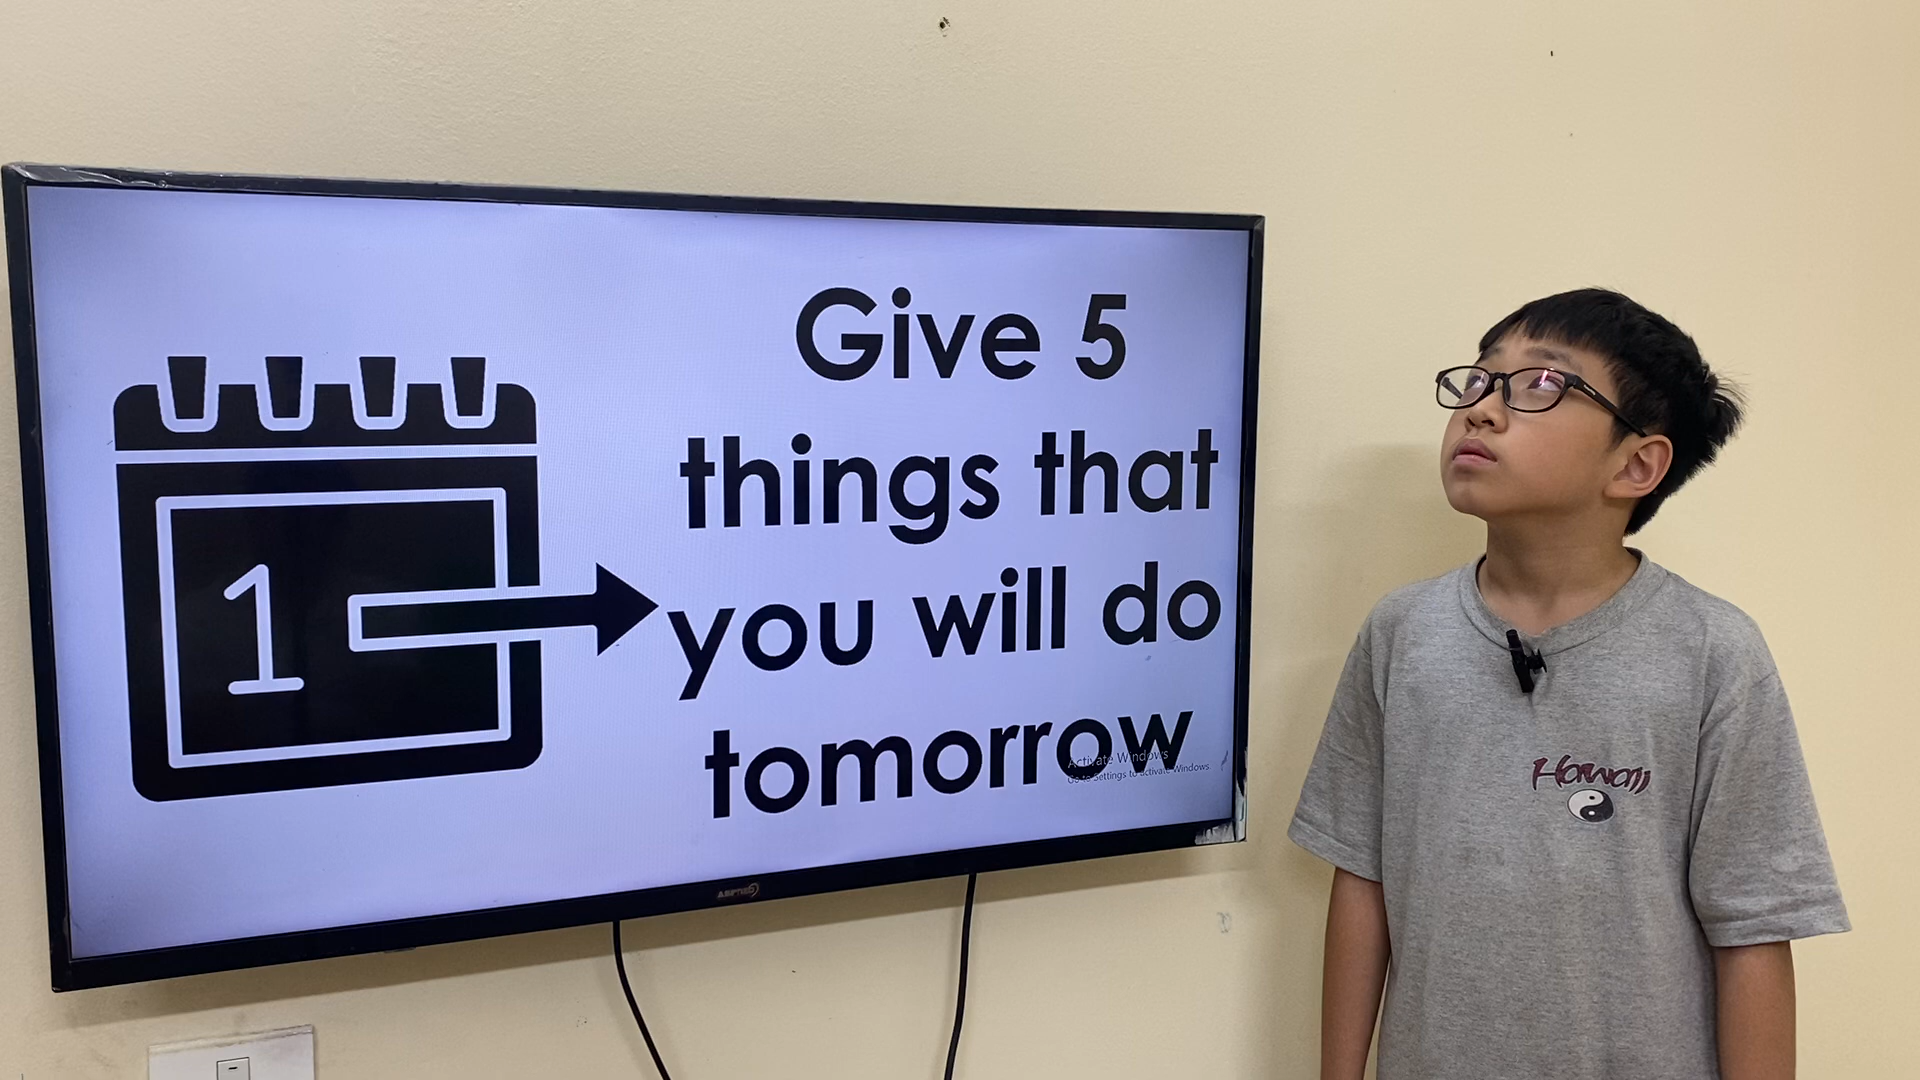 Give 5
things that
you will do
tomorrow
1
Activate Windows
Go to Settings to activate Windows.
Hawaii